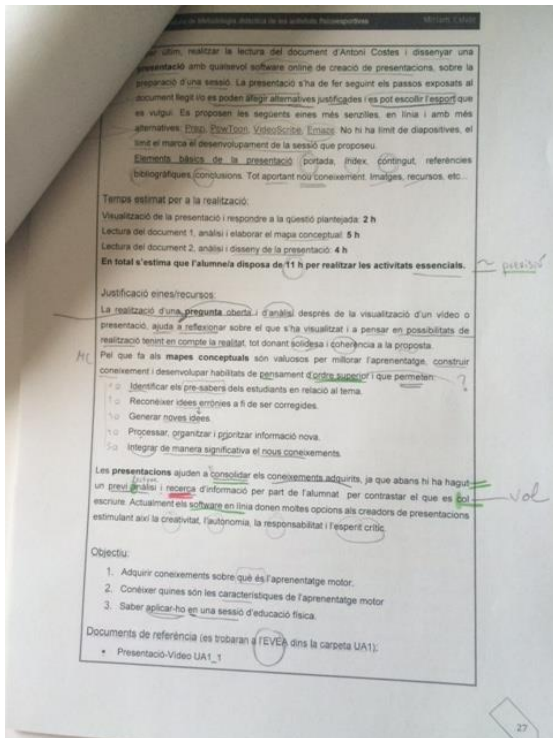 de Metodologia didàctica de les activitats fisicoesportives Míriam
últim, realitzar la lectura del document d'Antoni Costes i dissenyar una
presentació amb qualsevol software online de creació de presentacions, sobre la
preparació d'una sessió. La presentació s'ha de fer seguint els passos exposats al
document llegit i/o es poden afegir alternatives justificades i es pot escollir l'esport que
es vulgui. Es proposen les següents eines més senzilles, en línia i amb més
alternatives: Prezi, PowToon, VideoScribe, Emaze. No hi ha límit de diapositives, el
límit el marca el desenvolupament de la sessió que proposeu.
Elements bàsics de la presentació: portada, índex, contingut, referències
bibliogràfiques, conclusions. Tot aportant nou coneixement. Imatges, recursos, etc...
Temps estimat per a la realització:
Visualització de la presentació i respondre a la qüestió plantejada: 2 h
Lectura del document 1, anàlisi i elaborar el mapa conceptual: 5 h
Lectura del document 2, anàlisi i disseny de la presentació: 4 h
En total s'estima que l'alumne/a disposa de 11 h per realitzar les activitats essencials.
precisió
Justificació eines/recursos:
La realització d'una pregunta oberta i d'anàlisi després de la visualització d'un vídeo o
presentació, ajuda a reflexionar sobre el que s'ha visualitzat i a pensar en possibilitats de
realització tenint en compte la realitat, tot donant solidesa i coherència a la proposta.
MC
Pel que fa als mapes conceptuals són valuosos per millorar l'aprenentatge, construir
coneixement i desenvolupar habilitats de pensament d'ordre superior i que permeten:
?
Identificar els pre-sabers dels estudiants en relació al tema.
Reconèixer idees errònies a fi de ser corregides.
Generar noves idees.
Processar, organitzar i prioritzar informació nova.
Integrar de manera significativa el nous coneixements.
Les presentacions ajuden a consolidar els coneixements adquirits, ja que abans hi ha hagut
un previ anàlisi i recerca d'informació per part de l'alumnat per contrastar el que es bol
vol
escriure. Actualment els software en línia donen moltes opcions als creadors de presentacions
estimulant així la creativitat, l'autonomia, la responsabilitat i l'esperit crític.
Objectiu:
1. Adquirir coneixements sobre què és l'aprenentatge motor.
2. Conèixer quines són les característiques de l'aprenentatge motor
3. Saber aplicar-ho en una sessió d'educació física.
Documents de referència (es trobaran a l'EVEA dins la carpeta UA1):
• Presentació-Vídeo UA1_1
27